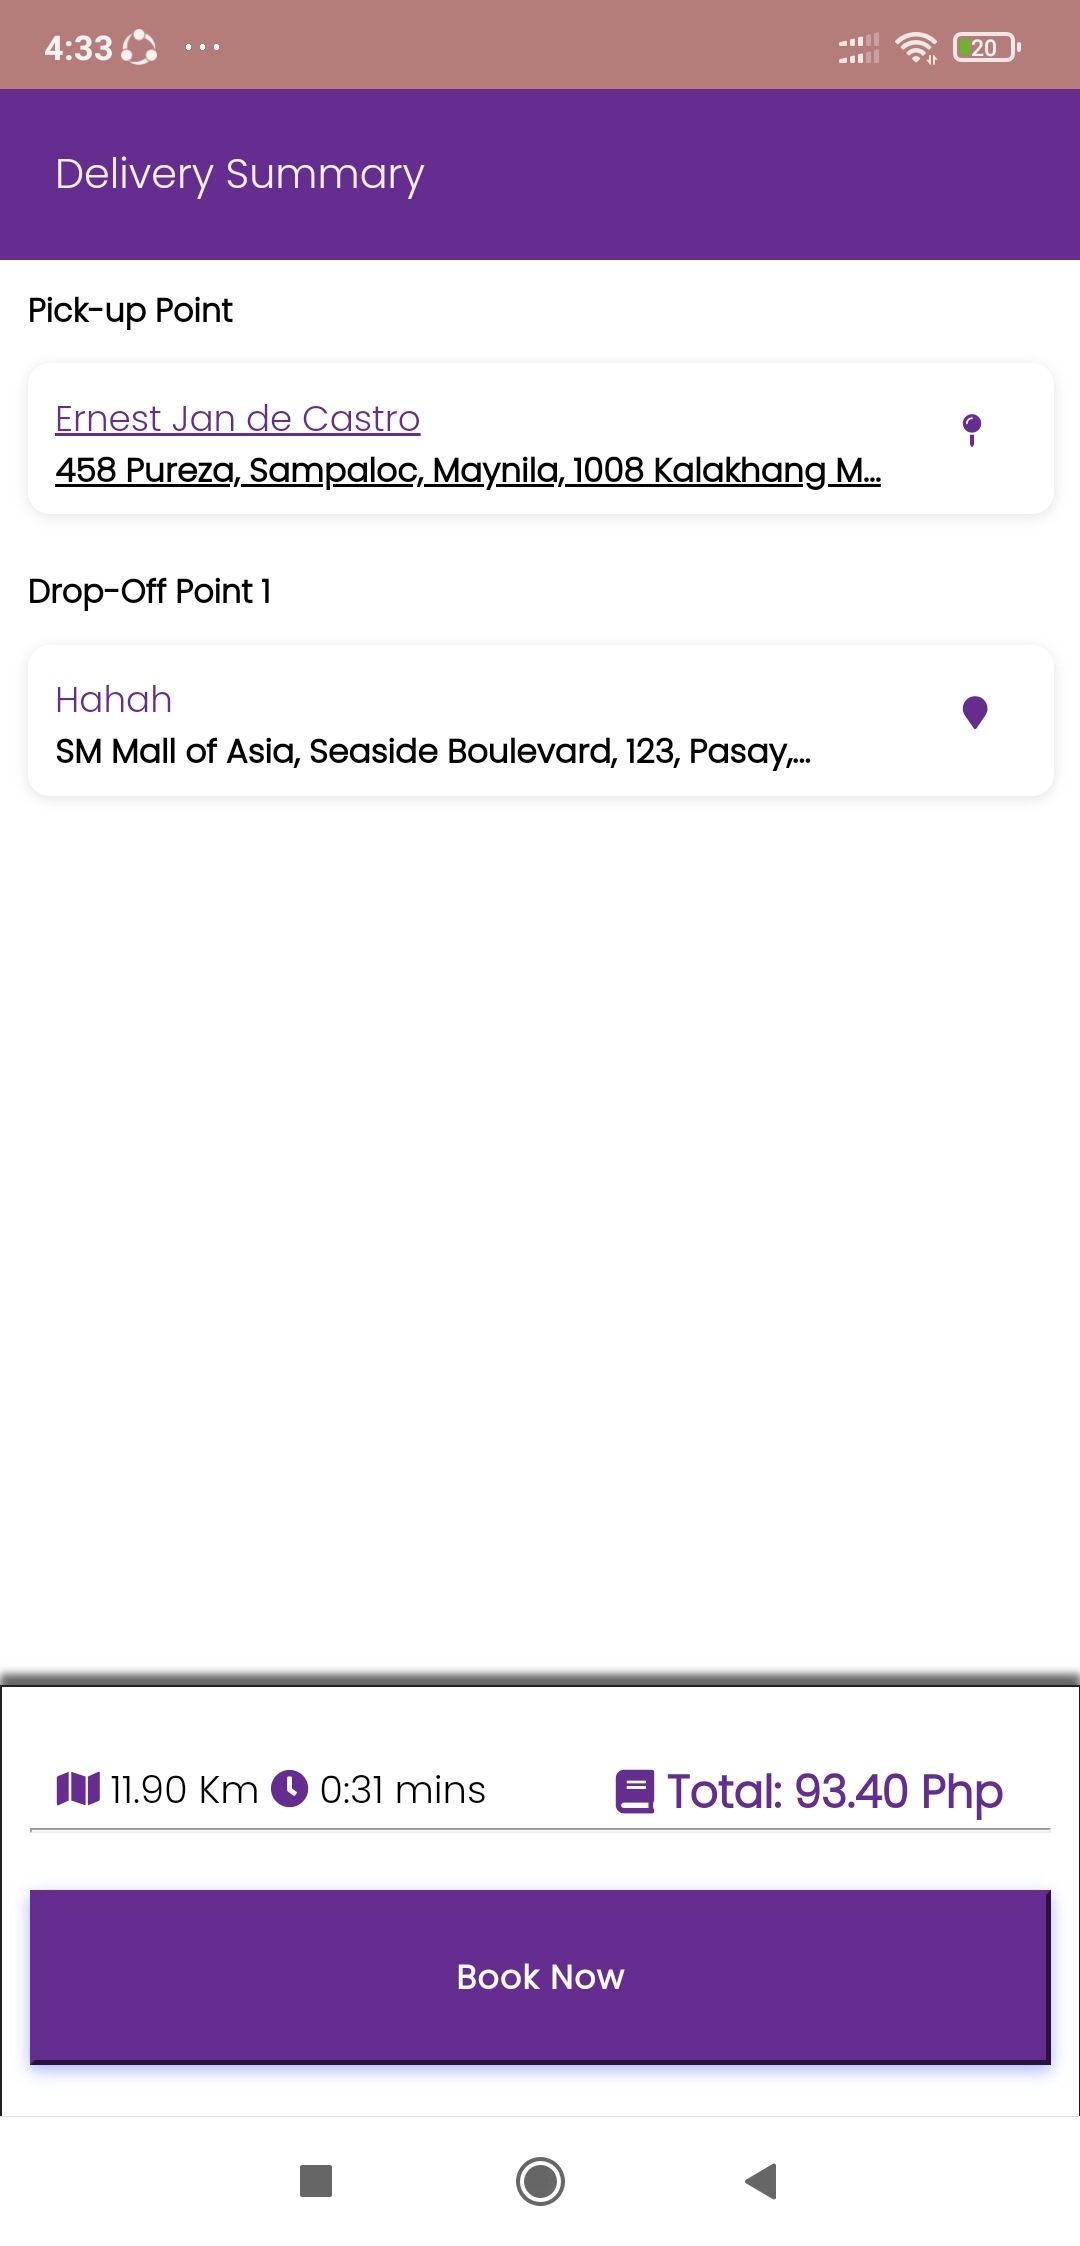 4:33
20
Delivery Summary
Pick-up Point
Ernest Jan de Castro
458 Pureza, Sampaloc, Maynila, 1008 Kalakhang M...
Drop-Off Point 1
Hahah
SM Mall of Asia, Seaside Boulevard, 123, Pasay,...
11.90 Km 0:31 mins
Total: 93.40 Php
Book Now